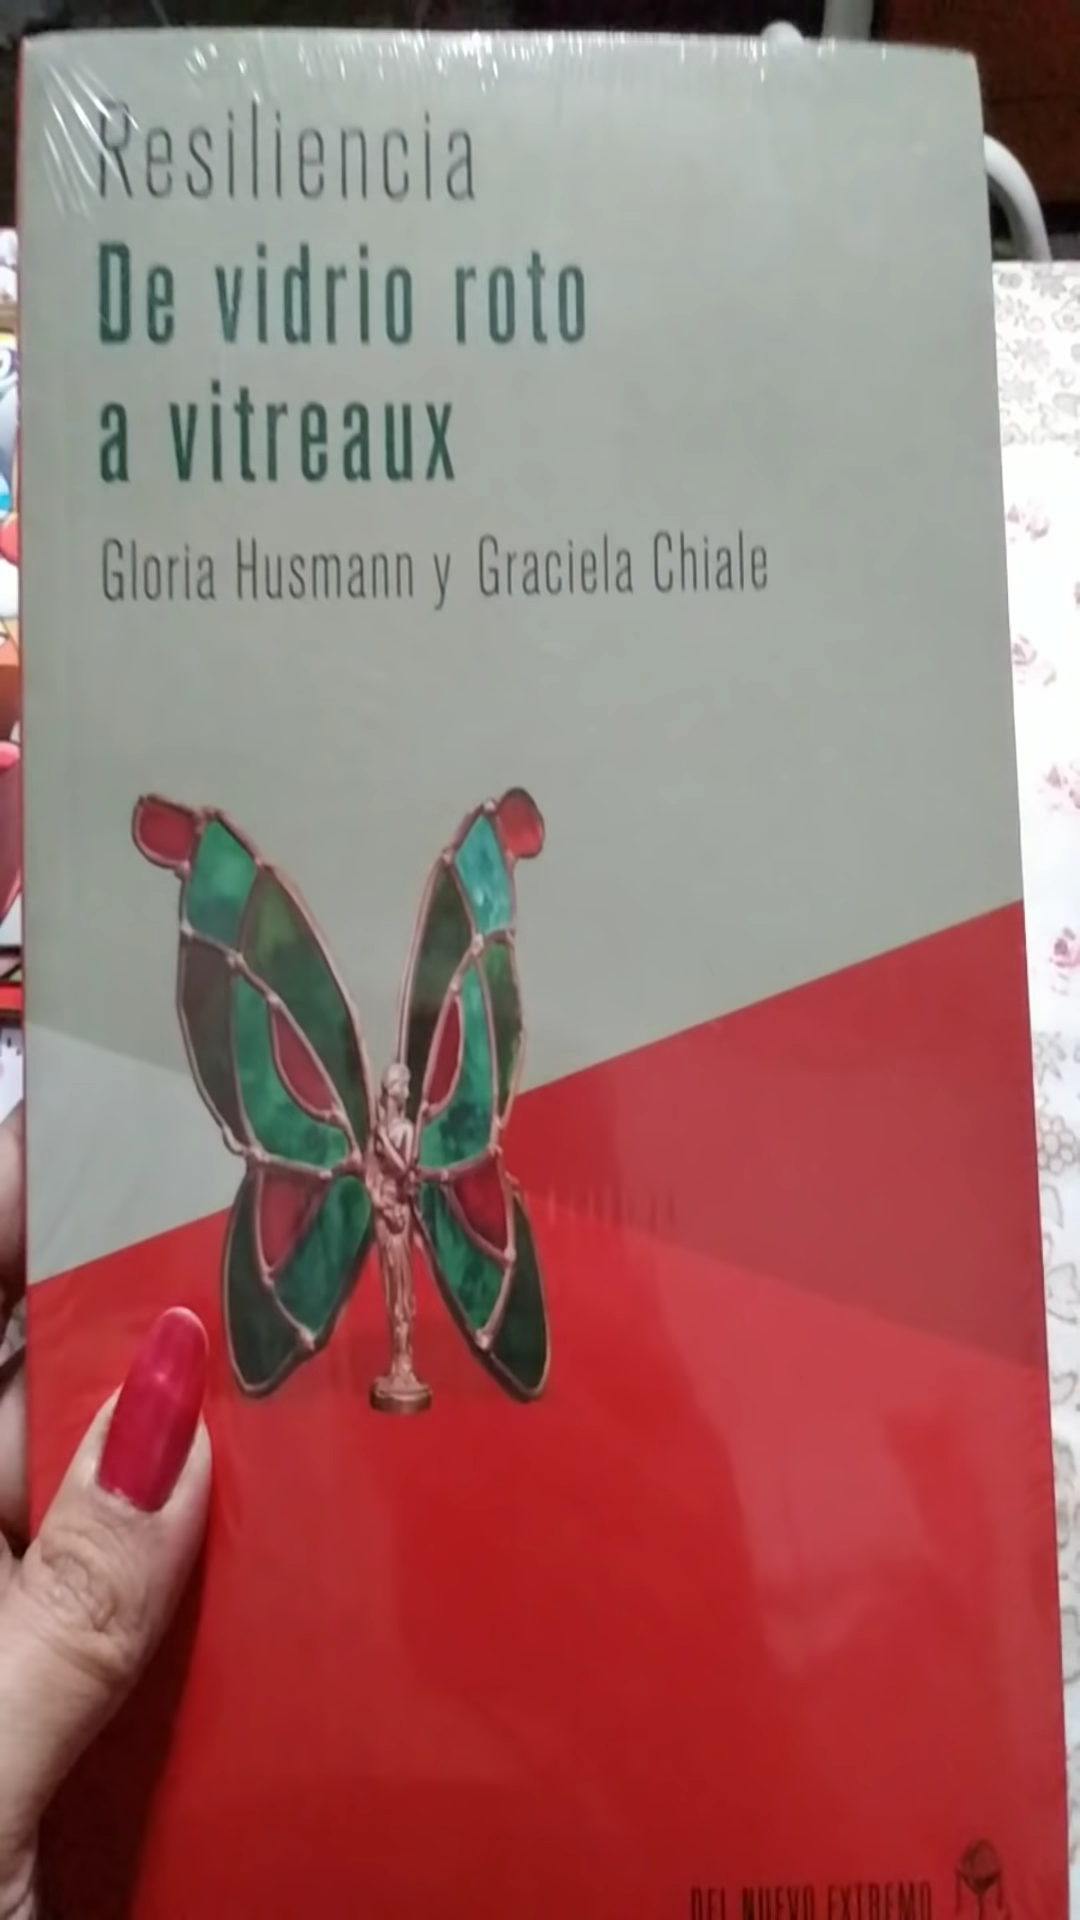 Resiliencia
De vidrio roto
a vitreaux
Gloria Husmann y Graciela Chiale
DEL NUEVO EXTREMO